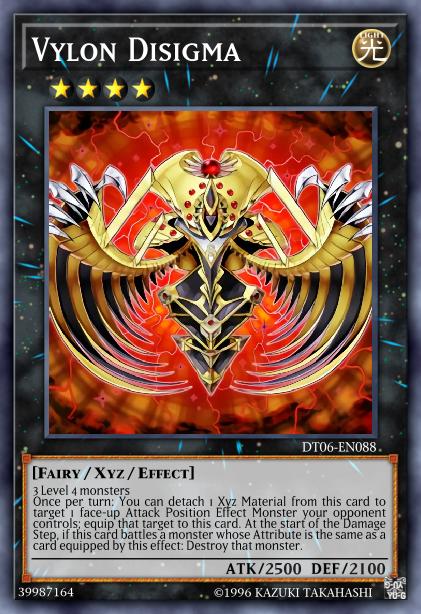 VYLON DISIGMA
LIGHT
光
DT06-EN088
[FAIRY / XYZ / EFFECT]
3 Level 4 monsters
Once per turn: You can detach 1 Xyz Material from this card to
target 1 face-up Attack Position Effect Monster your opponent
controls; equip that target to this card. At the start of the Damage
Step, if this card battles a monster whose Attribute is the same as a
card equipped by this effect: Destroy that monster.
ATK/2500 DEF/2100
39987164
©1996 KAZUKI TAKAHASHI